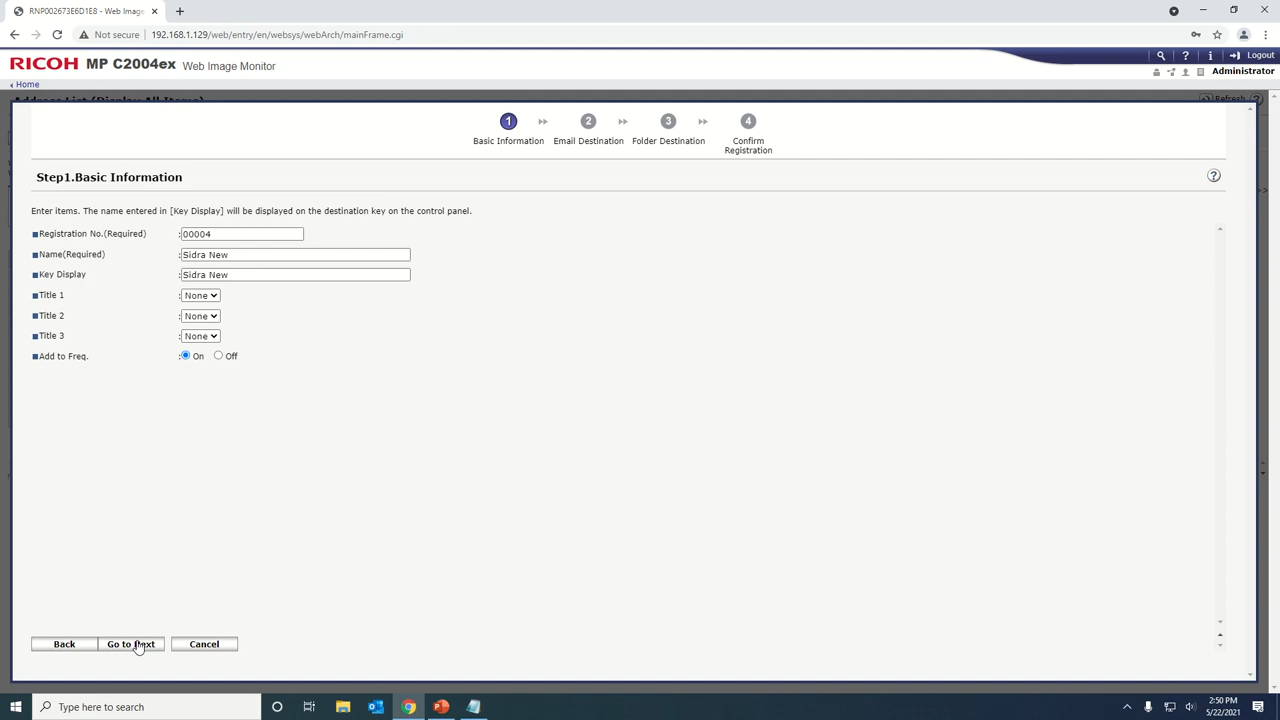 RNP002673E6D1E8 - Web Image
Not secure 192.168.1.129/web/entry/en/websys/webArch/mainFrame.cgi
RICOH MP C2004ex Web Image Monitor
Logout
Home
Administrator
Address List (Display All Items)
Refresh
1 2 3 4
Basic Information Email Destination Folder Destination Confirm Registration
Step1.Basic Information
Enter items. The name entered in [Key Display] will be displayed on the destination key on the control panel.
Registration No.(Required) : 00004
Name(Required) : Sidra New
Key Display : Sidra New
Title 1 : None
Title 2 : None
Title 3 : None
Add to Freq. : On Off
Back Go to Next Cancel
Type here to search
2:50 PM
5/22/2021